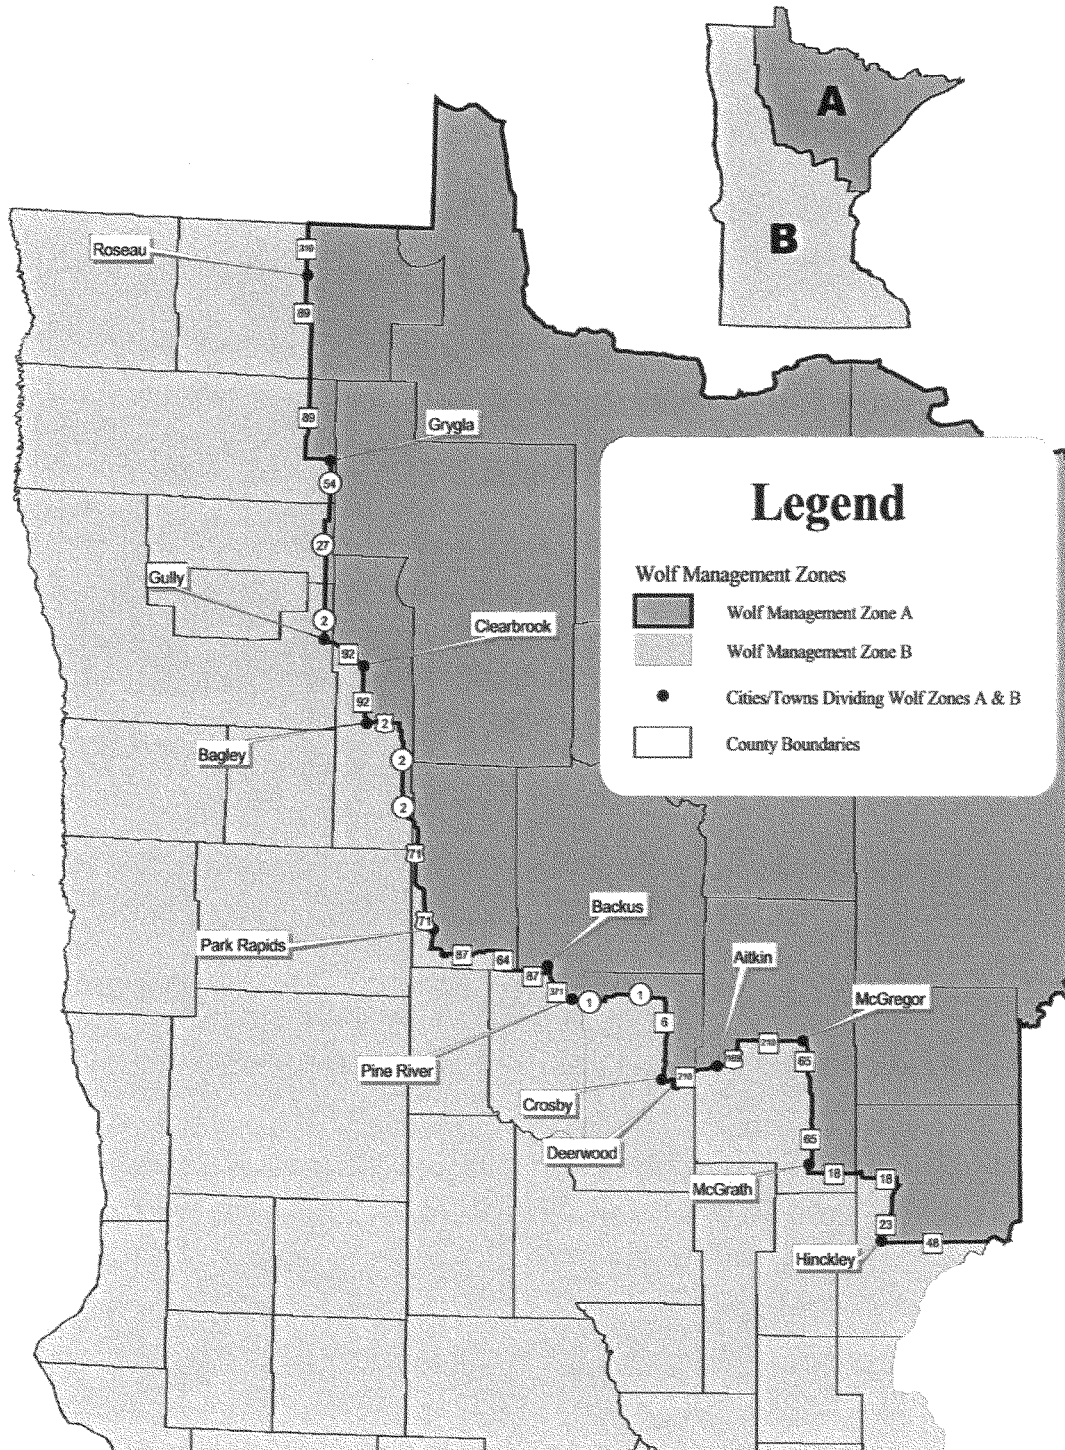 A
B
Roseau
310
89
89
Grygla
54
27
Gully
2
Clearbrook
92
92
2
Bagley
2
2
71
71
Park Rapids
87
64
87
Backus
371
Pine River
1
1
6
Aitkin
McGregor
210
169
65
210
Crosby
Deerwood
65
McGrath
18
18
23
Hinckley
48
Legend
Wolf Management Zones
Wolf Management Zone A
Wolf Management Zone B
Cities/Towns Dividing Wolf Zones A & B
County Boundaries